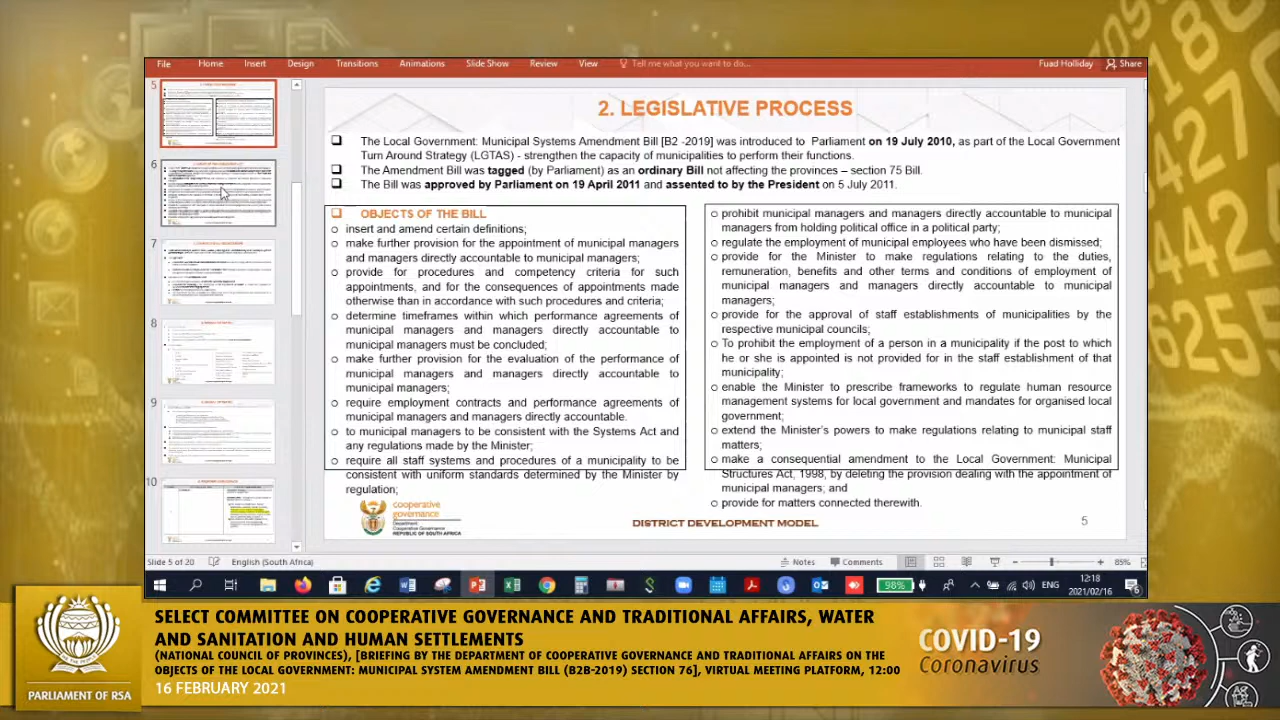 File Home Insert Design Transitions Animations Slide Show Review View Tell me what you want to do... Fuad Holliday Share
5
6
7
8
9
10
LEGISLATIVE PROCESS
The Local Government: Municipal Systems Amendment Bill [B2 -2019] was introduced to Parliament on 19 July 2010, as part of the Local Government
Turn Around Strategy (LGTAS) - strengthen the capacity of municipalities to perform their functions.
The Amendment Bill was tagged (by Parliament) as an ordinary Bill not affecting the provinces – section 75 bill.
The Bill was approved by Parliament on 19 April 2011 and assented to by the President on 5 July 2011.
OBJECTS OF THE BILL
o insert and amend certain definitions;
o make further provision for the appointment of municipal managers
and managers directly accountable to municipal managers;
o provide for procedures and competency criteria for such
appointments, and for the consequences of appointments made
otherwise than in accordance with such procedures and criteria;
o determine timeframes within which performance agreements of
municipal managers and managers directly accountable to
municipal managers must be concluded;
o make further provision for the evaluation of the performance of
municipal managers and managers directly accountable to
municipal managers;
o require employment contracts and performance agreements of
municipal managers and managers directly accountable to
o municipal managers to be consistent with the Systems Act and
any regulations made by the Minister:
o require all staff systems and procedures of a municipality to be
consistent with uniform standards determined by the Minister by
regulation;
o prohibit municipal managers and managers directly accountable to municipal
managers from holding political office in a political party;
o regulate the employment of municipal employees who have been dismissed;
o provide for the Minister to make regulations relating to the duties,
remuneration benefits and other terms and conditions of employment of
municipal managers and managers directly accountable to municipal
managers;
o provide for the approval of staff establishments of municipalities by the
respective municipal councils;
o To prohibit the employment of a person in a municipality if the post to which
he or she is appointed is not provided for in the staff establishment of that
municipality;
o enable the Minister to prescribe frameworks to regulate human resource
management systems for local government and mandates for organised local
government;
o extend the Minister's powers to make regulations relating to municipal staff
matters;
o make a consequential amendment to the Local Government: Municipal
Structures Act, 1998, by deleting the provision dealing with the appointment of
municipal managers; and
o provide for matters connected therewith.
cooperative
governance
Department:
Cooperative Governance
REPUBLIC OF SOUTH AFRICA
DISTRICT DEVELOPMENT MODEL
5
Slide 5 of 20 English (South Africa) Notes Comments 85%
98% ENG 12:18
2021/02/16
6
SELECT COMMITTEE ON COOPERATIVE GOVERNANCE AND TRADITIONAL AFFAIRS, WATER
AND SANITATION AND HUMAN SETTLEMENTS
(NATIONAL COUNCIL OF PROVINCES), [BRIEFING BY THE DEPARTMENT OF COOPERATIVE GOVERNANCE AND TRADITIONAL AFFAIRS ON THE
OBJECTS OF THE LOCAL GOVERNMENT: MUNICIPAL SYSTEM AMENDMENT BILL (B2B-2019) SECTION 76], VIRTUAL MEETING PLATFORM, 12:00
16 FEBRUARY 2021
PARLIAMENT OF RSA
COVID-19
Coronavirus